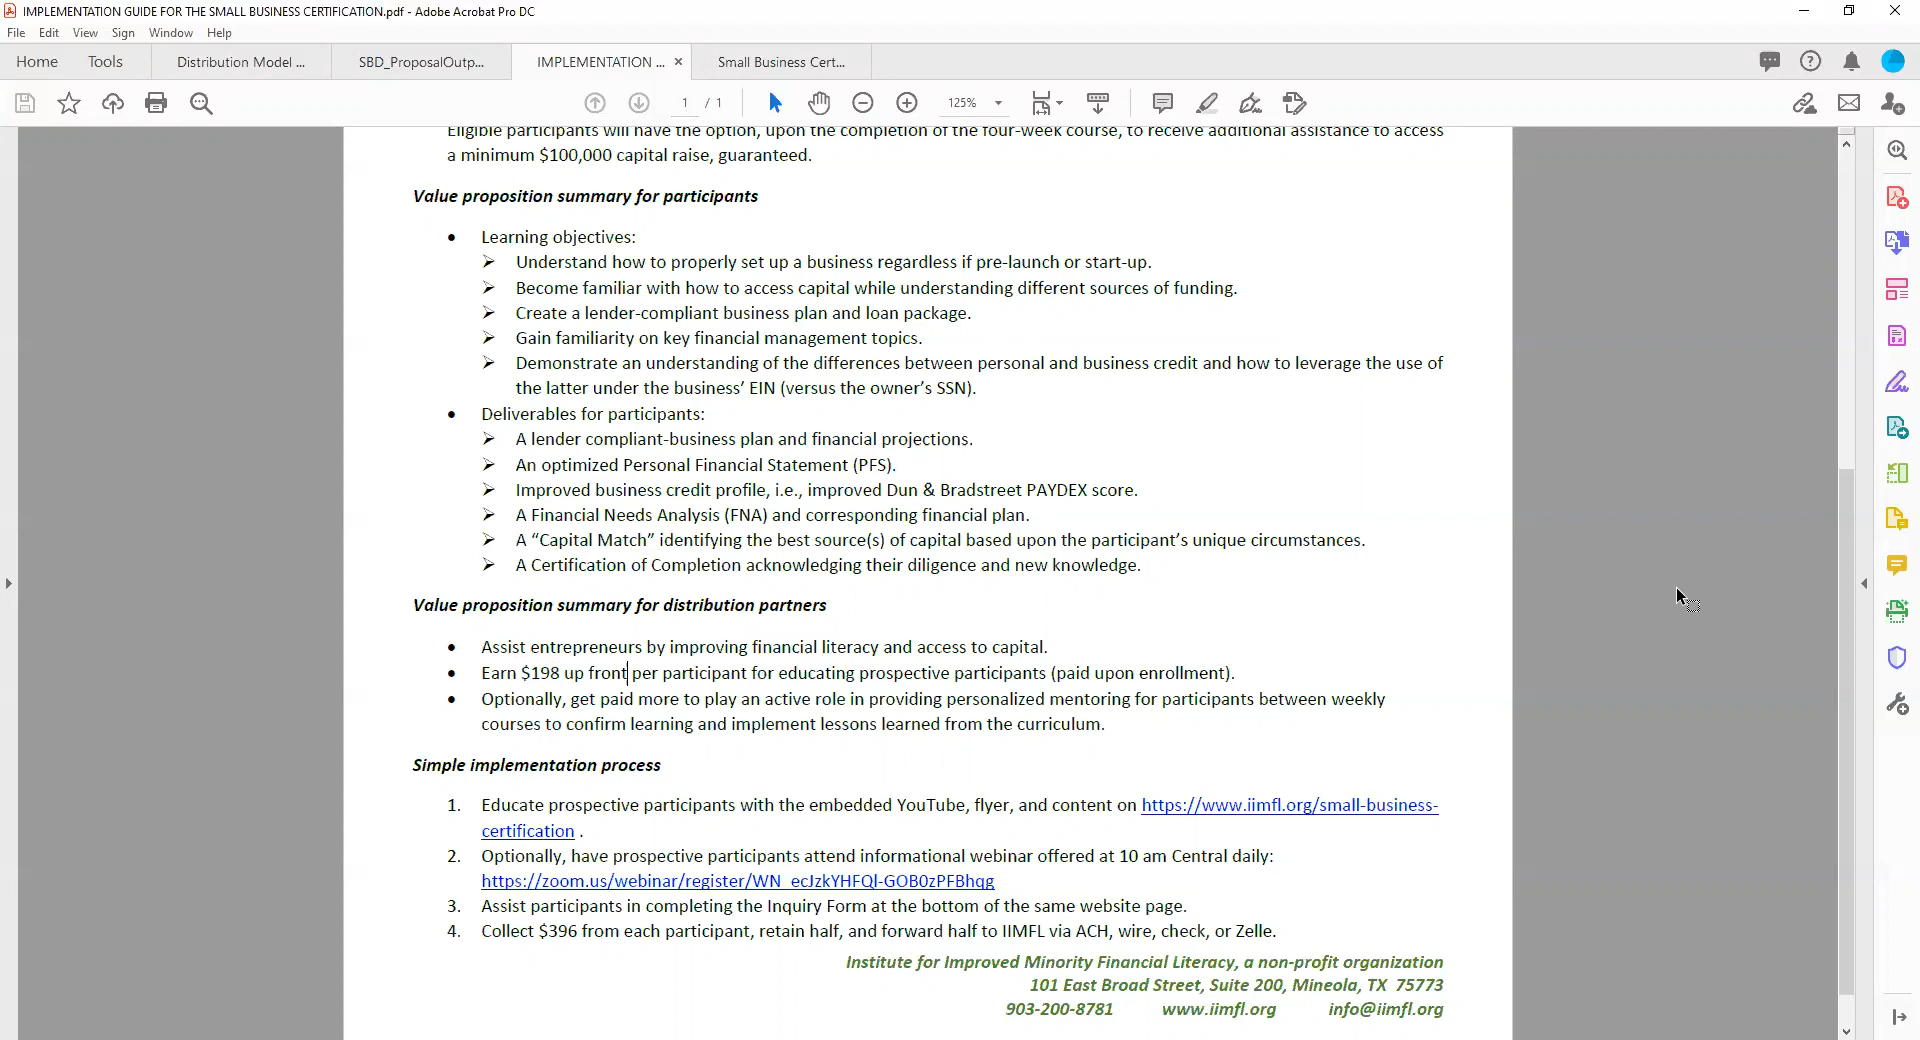 IMPLEMENTATION GUIDE FOR THE SMALL BUSINESS CERTIFICATION.pdf - Adobe Acrobat Pro DC
File Edit View Sign Window Help
Home Tools Distribution Model ... SBD_ProposalOutp... IMPLEMENTATION ... × Small Business Cert...
1 / 1 125%
Eligible participants will have the option, upon the completion of the four-week course, to receive additional assistance to access
a minimum $100,000 capital raise, guaranteed.
Value proposition summary for participants
• Learning objectives:
➢ Understand how to properly set up a business regardless if pre-launch or start-up.
➢ Become familiar with how to access capital while understanding different sources of funding.
➢ Create a lender-compliant business plan and loan package.
➢ Gain familiarity on key financial management topics.
➢ Demonstrate an understanding of the differences between personal and business credit and how to leverage the use of
the latter under the business’ EIN (versus the owner’s SSN).
• Deliverables for participants:
➢ A lender compliant-business plan and financial projections.
➢ An optimized Personal Financial Statement (PFS).
➢ Improved business credit profile, i.e., improved Dun & Bradstreet PAYDEX score.
➢ A Financial Needs Analysis (FNA) and corresponding financial plan.
➢ A “Capital Match” identifying the best source(s) of capital based upon the participant’s unique circumstances.
➢ A Certification of Completion acknowledging their diligence and new knowledge.
Value proposition summary for distribution partners
• Assist entrepreneurs by improving financial literacy and access to capital.
• Earn $198 up front per participant for educating prospective participants (paid upon enrollment).
• Optionally, get paid more to play an active role in providing personalized mentoring for participants between weekly
courses to confirm learning and implement lessons learned from the curriculum.
Simple implementation process
1. Educate prospective participants with the embedded YouTube, flyer, and content on https://www.iimfl.org/small-business-
certification .
2. Optionally, have prospective participants attend informational webinar offered at 10 am Central daily:
https://zoom.us/webinar/register/WN_ecJzkYHFQl-GOB0zPFBhqg
3. Assist participants in completing the Inquiry Form at the bottom of the same website page.
4. Collect $396 from each participant, retain half, and forward half to IIMFL via ACH, wire, check, or Zelle.
Institute for Improved Minority Financial Literacy, a non-profit organization
101 East Broad Street, Suite 200, Mineola, TX 75773
903-200-8781 www.iimfl.org info@iimfl.org